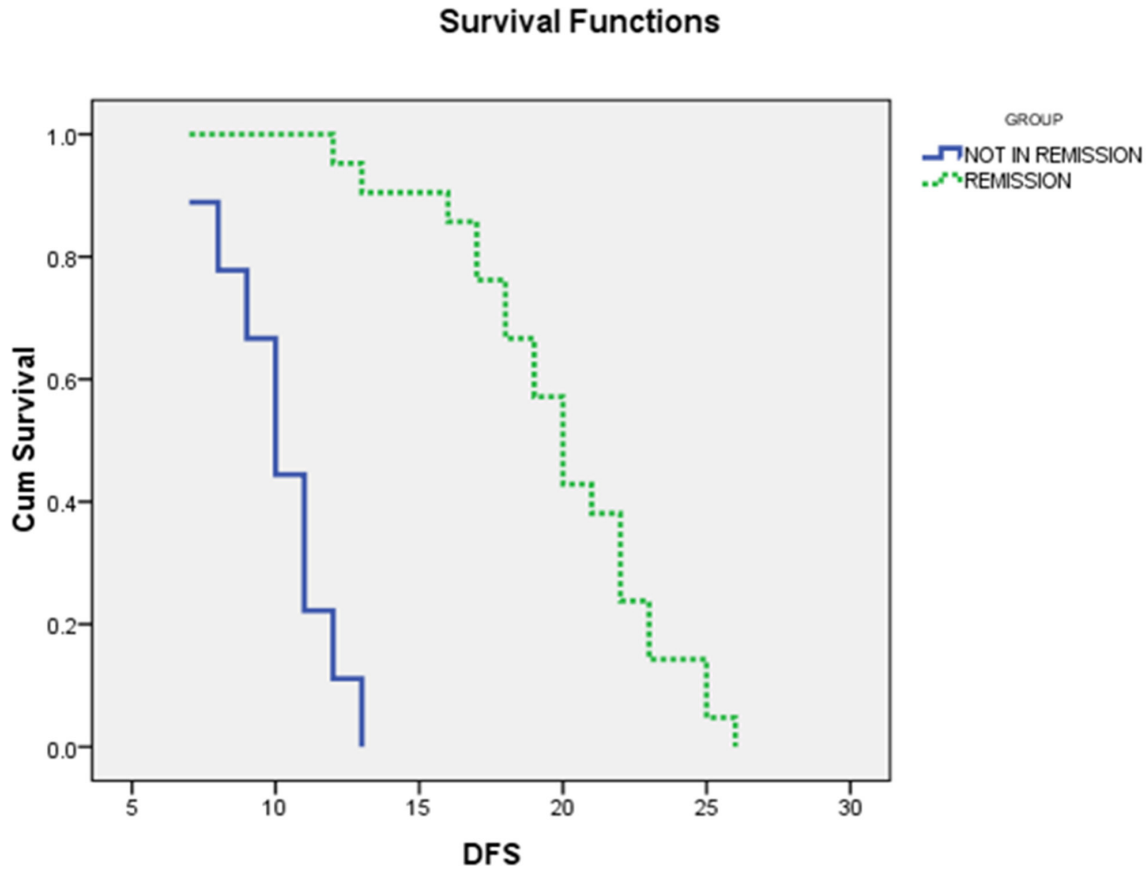 Survival Functions
GROUP
NOT IN REMISSION
REMISSION
Cum Survival
1.0
0.8
0.6
0.4
0.2
0.0
5 10 15 20 25 30
DFS